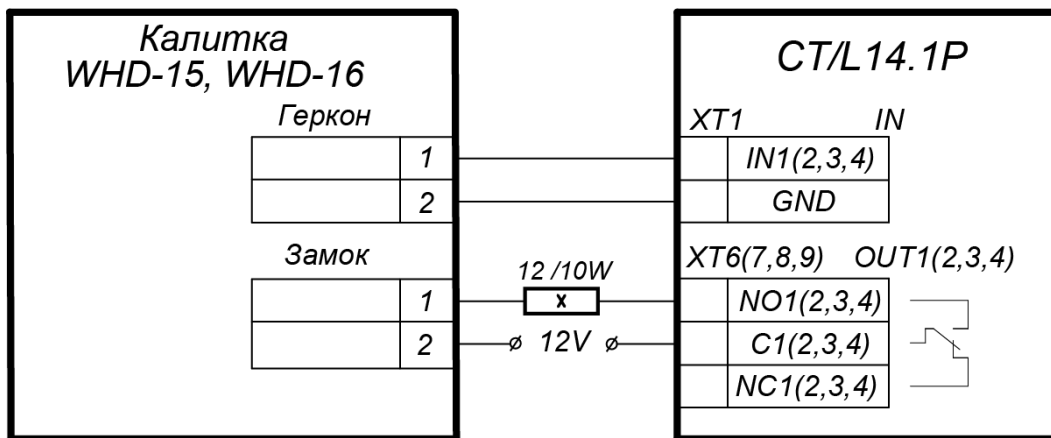 Калитка
WHD-15, WHD-16
Геркон
1
2
Замок
1
2
12 /10W
x
12V
CT/L14.1P
XT1 IN
IN1(2,3,4)
GND
XT6(7,8,9) OUT1(2,3,4)
NO1(2,3,4)
C1(2,3,4)
NC1(2,3,4)